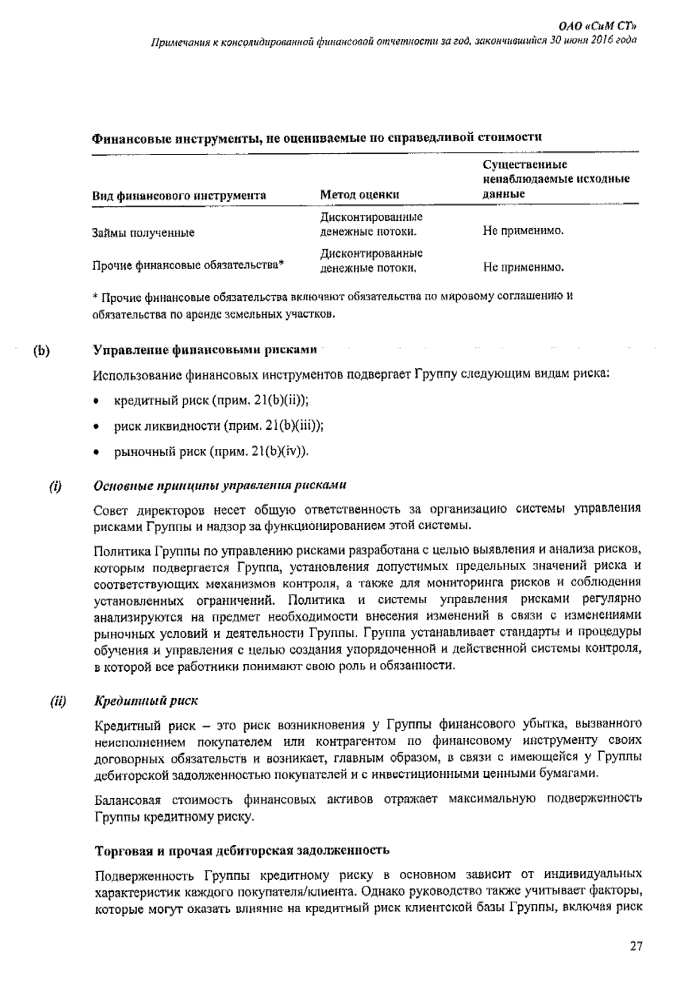 ОАО «СиМ СТ»
Примечания к консолидированной финансовой отчетности за год, закончившийся 30 июня 2016 года
Финансовые инструменты, не оцениваемые по справедливой стоимости
Вид финансового инструмента Метод оценки Существенные ненаблюдаемые исходные данные
Займы полученные Дисконтированные денежные потоки. Не применимо.
Прочие финансовые обязательства* Дисконтированные денежные потоки. Не применимо.
* Прочие финансовые обязательства включают обязательства по мировому соглашению и
обязательства по аренде земельных участков.
(b) Управление финансовыми рисками
Использование финансовых инструментов подвергает Группу следующим видам риска:
• кредитный риск (прим. 21(b)(ii));
• риск ликвидности (прим. 21(b)(iii));
• рыночный риск (прим. 21(b)(iv)).
(i) Основные принципы управления рисками
Совет директоров несет общую ответственность за организацию системы управления
рисками Группы и надзор за функционированием этой системы.
Политика Группы по управлению рисками разработана с целью выявления и анализа рисков,
которым подвергается Группа, установления допустимых предельных значений риска и
соответствующих механизмов контроля, а также для мониторинга рисков и соблюдения
установленных ограничений. Политика и системы управления рисками регулярно
анализируются на предмет необходимости внесения изменений в связи с изменениями
рыночных условий и деятельности Группы. Группа устанавливает стандарты и процедуры
обучения и управления с целью создания упорядоченной и действенной системы контроля,
в которой все работники понимают свою роль и обязанности.
(ii) Кредитный риск
Кредитный риск – это риск возникновения у Группы финансового убытка, вызванного
неисполнением покупателем или контрагентом по финансовому инструменту своих
договорных обязательств и возникает, главным образом, в связи с имеющейся у Группы
дебиторской задолженностью покупателей и с инвестиционными ценными бумагами.
Балансовая стоимость финансовых активов отражает максимальную подверженность
Группы кредитному риску.
Торговая и прочая дебиторская задолженность
Подверженность Группы кредитному риску в основном зависит от индивидуальных
характеристик каждого покупателя/клиента. Однако руководство также учитывает факторы,
которые могут оказать влияние на кредитный риск клиентской базы Группы, включая риск
27